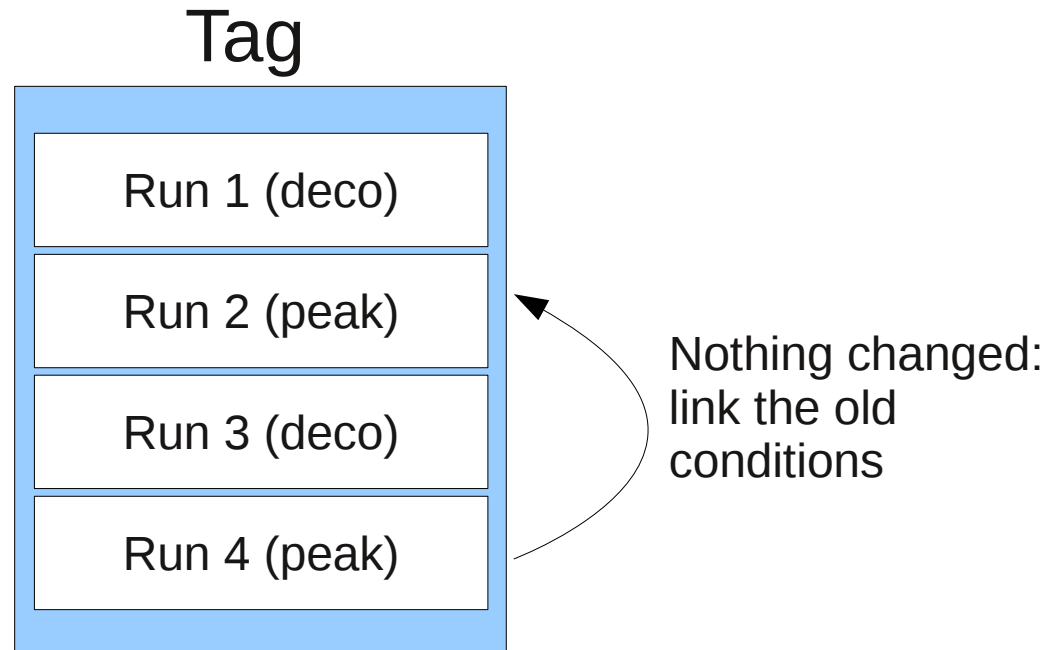 Tag
Run 1 (deco)
Run 2 (peak)
Run 3 (deco)
Run 4 (peak)
Nothing changed:
link the old
conditions